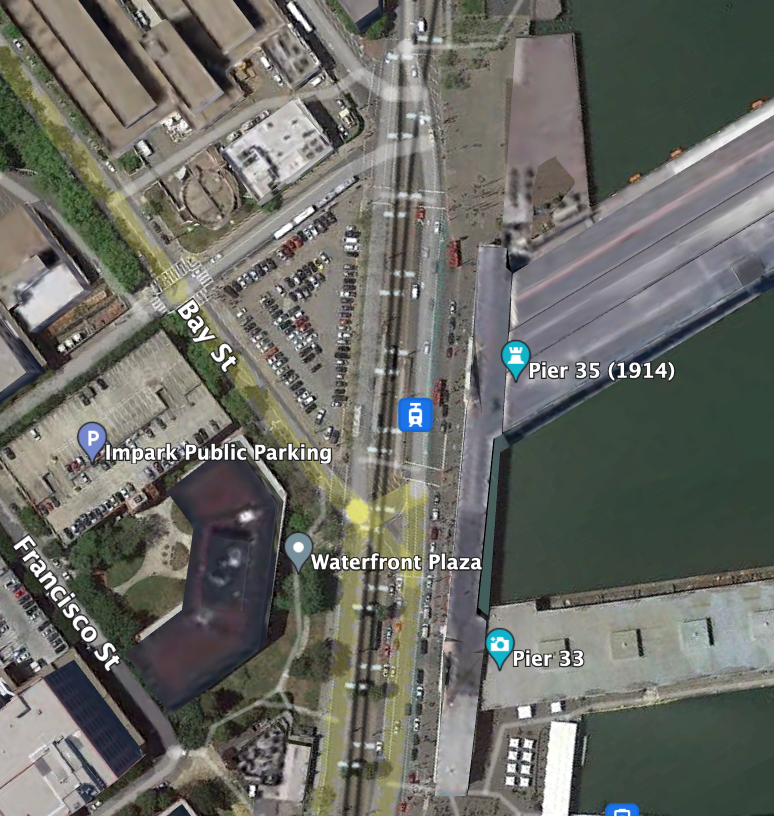 Bay St
Pier 35 (1914)
P
Impark Public Parking
Francisco St
Waterfront Plaza
Pier 33